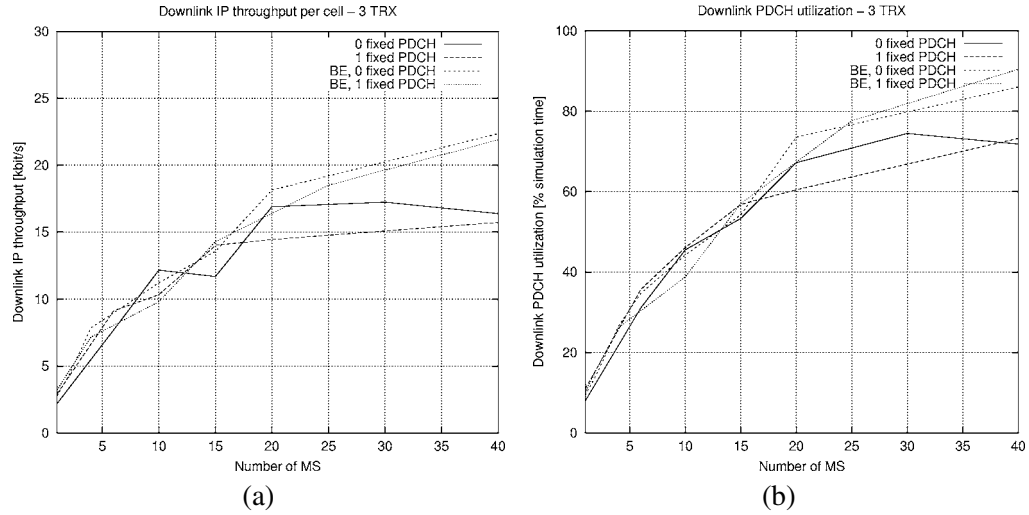 Downlink IP throughput per cell – 3 TRX
30
25
20
15
10
5
0
Downlink IP throughput [kbit/s]
0 fixed PDCH
1 fixed PDCH
BE, 0 fixed PDCH
BE, 1 fixed PDCH
5 10 15 20 25 30 35 40
Number of MS
(a)
Downlink PDCH utilization – 3 TRX
100
80
60
40
20
0
Downlink PDCH utilization [% simulation time]
0 fixed PDCH
1 fixed PDCH
BE, 0 fixed PDCH
BE, 1 fixed PDCH
5 10 15 20 25 30 35 40
Number of MS
(b)